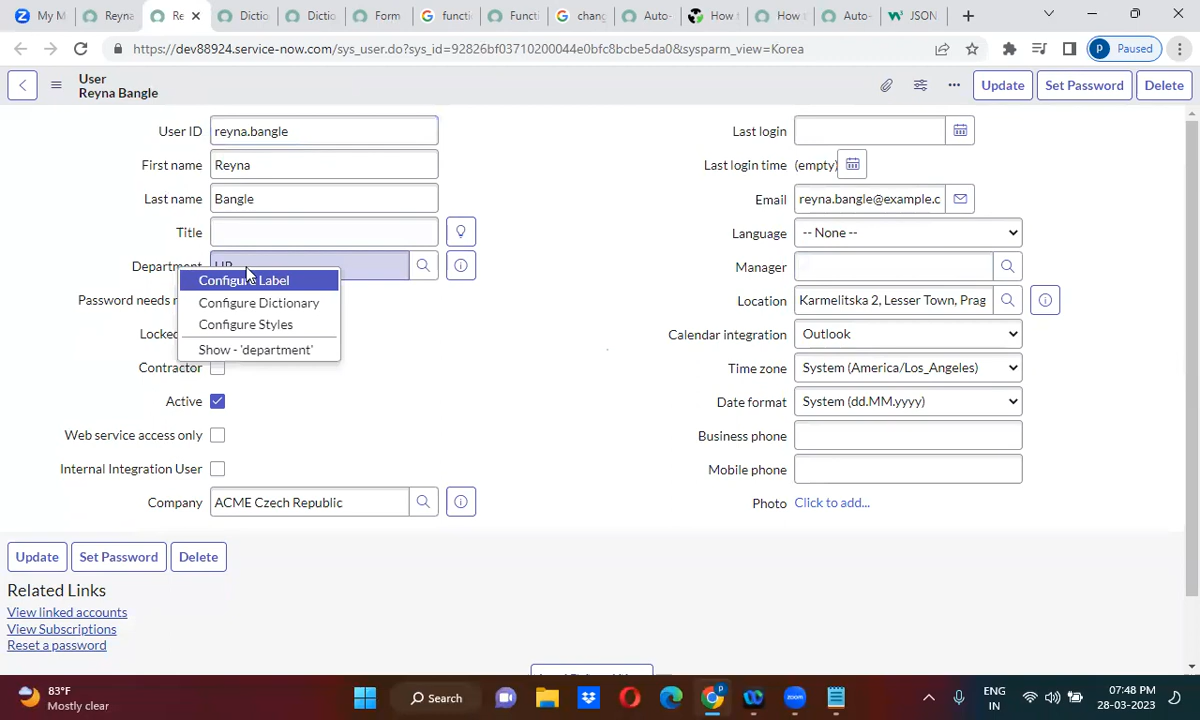 My M
Reyna
Re
Dictio
Dictio
Form
functi
Functi
chang
Auto-
How t
How
Auto-
JSON
https://dev88924.service-now.com/sys_user.do?sys_id=92826bf03710200044e0bfc8bcbe5da0&sysparm_view=Korea
P Paused
User
Reyna Bangle
Update
Set Password
Delete
User ID reyna.bangle
Last login
First name Reyna
Last login time (empty)
Last name Bangle
Email reyna.bangle@example.c
Title
Language -- None --
Department HR
Manager
Configure Label
Configure Dictionary
Configure Styles
Show - 'department'
Password needs
Location Karmelitska 2, Lesser Town, Prag
Locked
Calendar integration Outlook
Contractor
Time zone System (America/Los_Angeles)
Active
Date format System (dd.MM.yyyy)
Web service access only
Business phone
Internal Integration User
Mobile phone
Company ACME Czech Republic
Photo Click to add...
Update
Set Password
Delete
Related Links
View linked accounts
View Subscriptions
Reset a password
83°F
Mostly clear
Search
ENG
IN
07:48 PM
28-03-2023